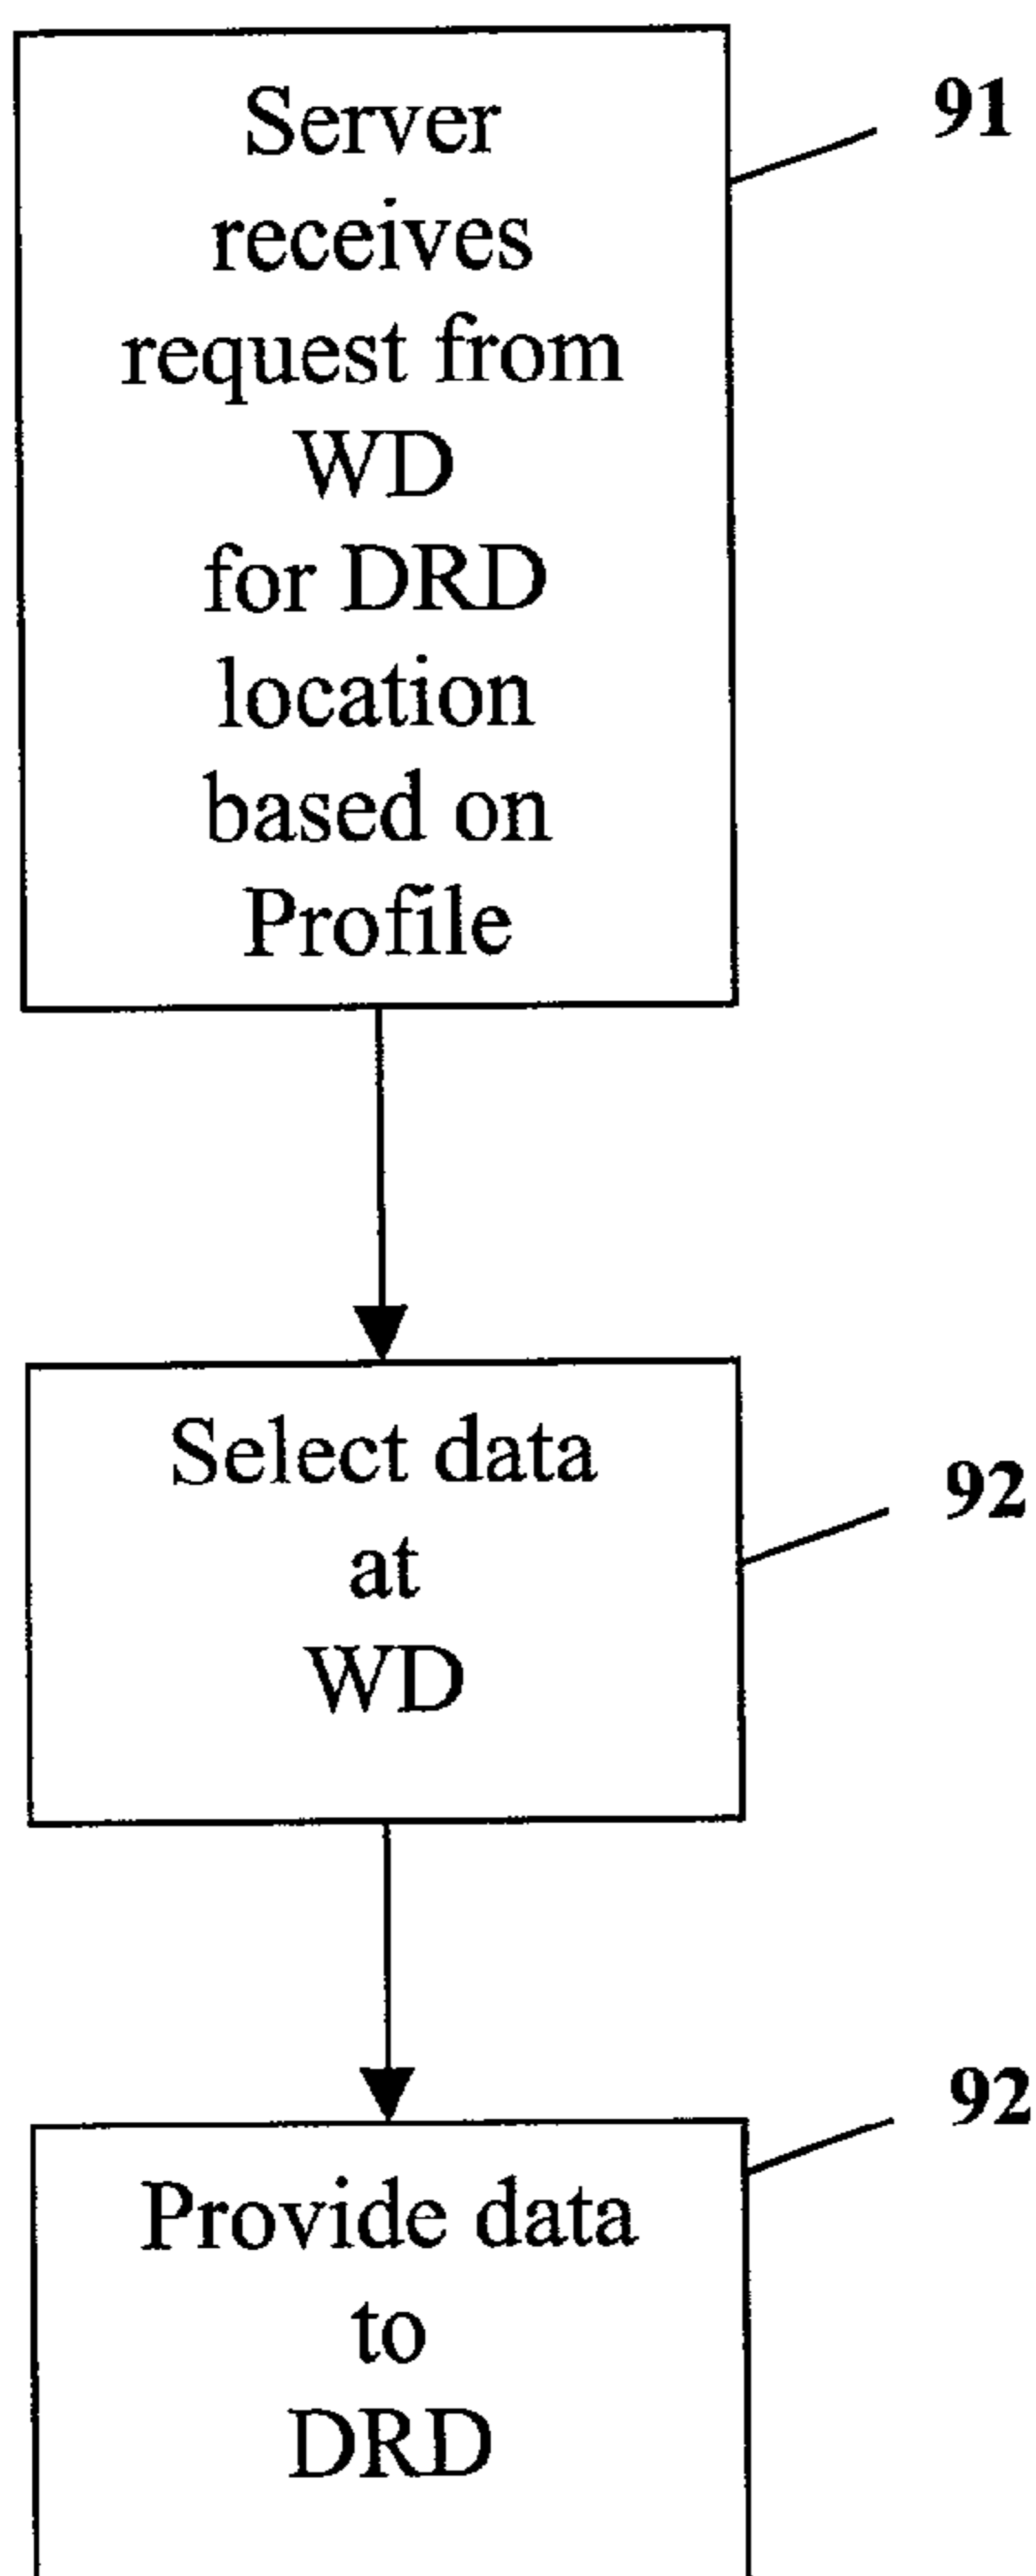 Server
receives
request from
WD
for DRD
location
based on
Profile
91
Select data
at
WD
92
Provide data
to
DRD
92